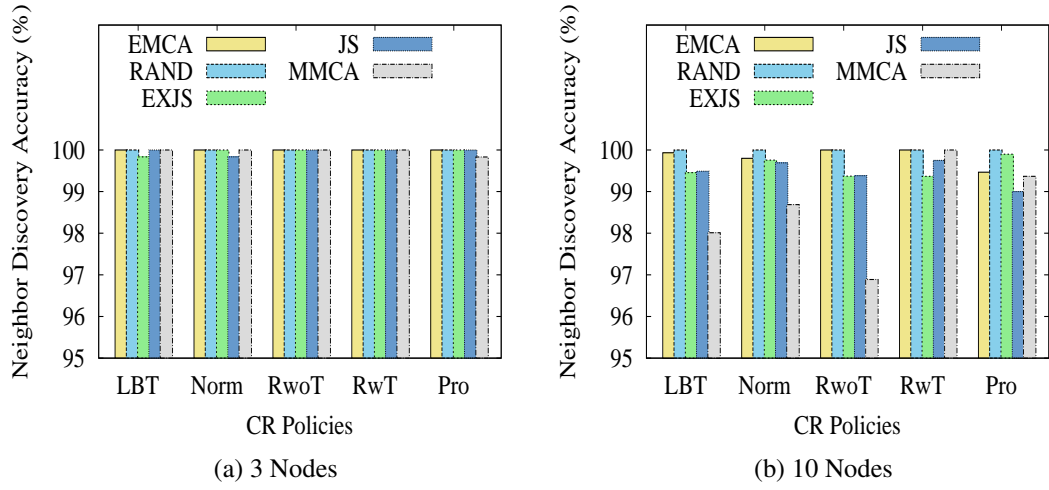 Neighbor Discovery Accuracy (%)
EMCA
RAND
EXJS
JS
MMCA
100
99
98
97
96
95
LBT Norm RwoT RwT Pro
CR Policies
(a) 3 Nodes
Neighbor Discovery Accuracy (%)
EMCA
RAND
EXJS
JS
MMCA
100
99
98
97
96
95
LBT Norm RwoT RwT Pro
CR Policies
(b) 10 Nodes